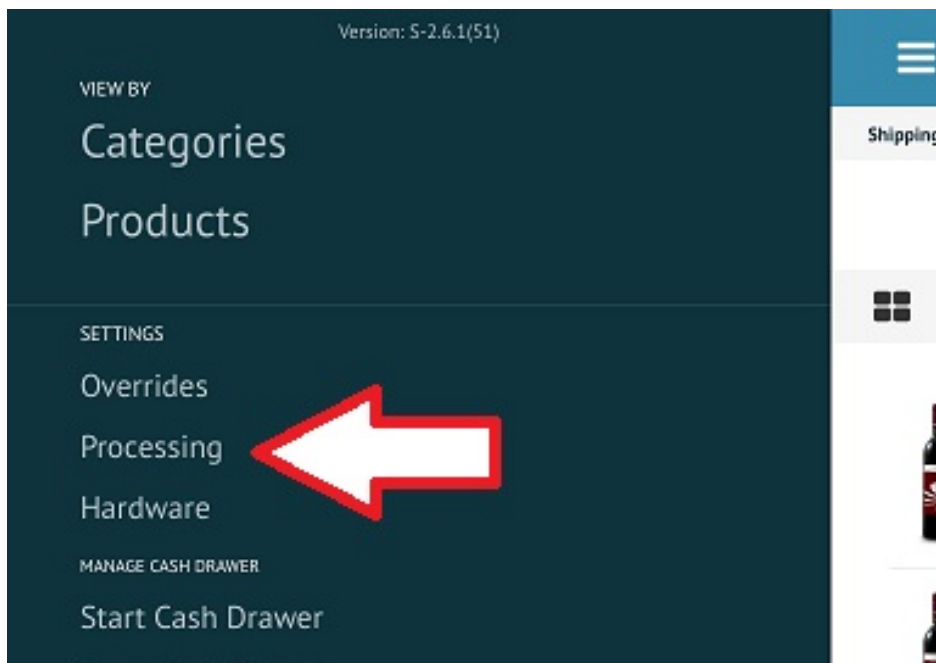 Version: S-2.6.1(51)
VIEW BY
Categories
Products
Shipping
SETTINGS
Overrides
Processing
Hardware
MANAGE CASH DRAWER
Start Cash Drawer